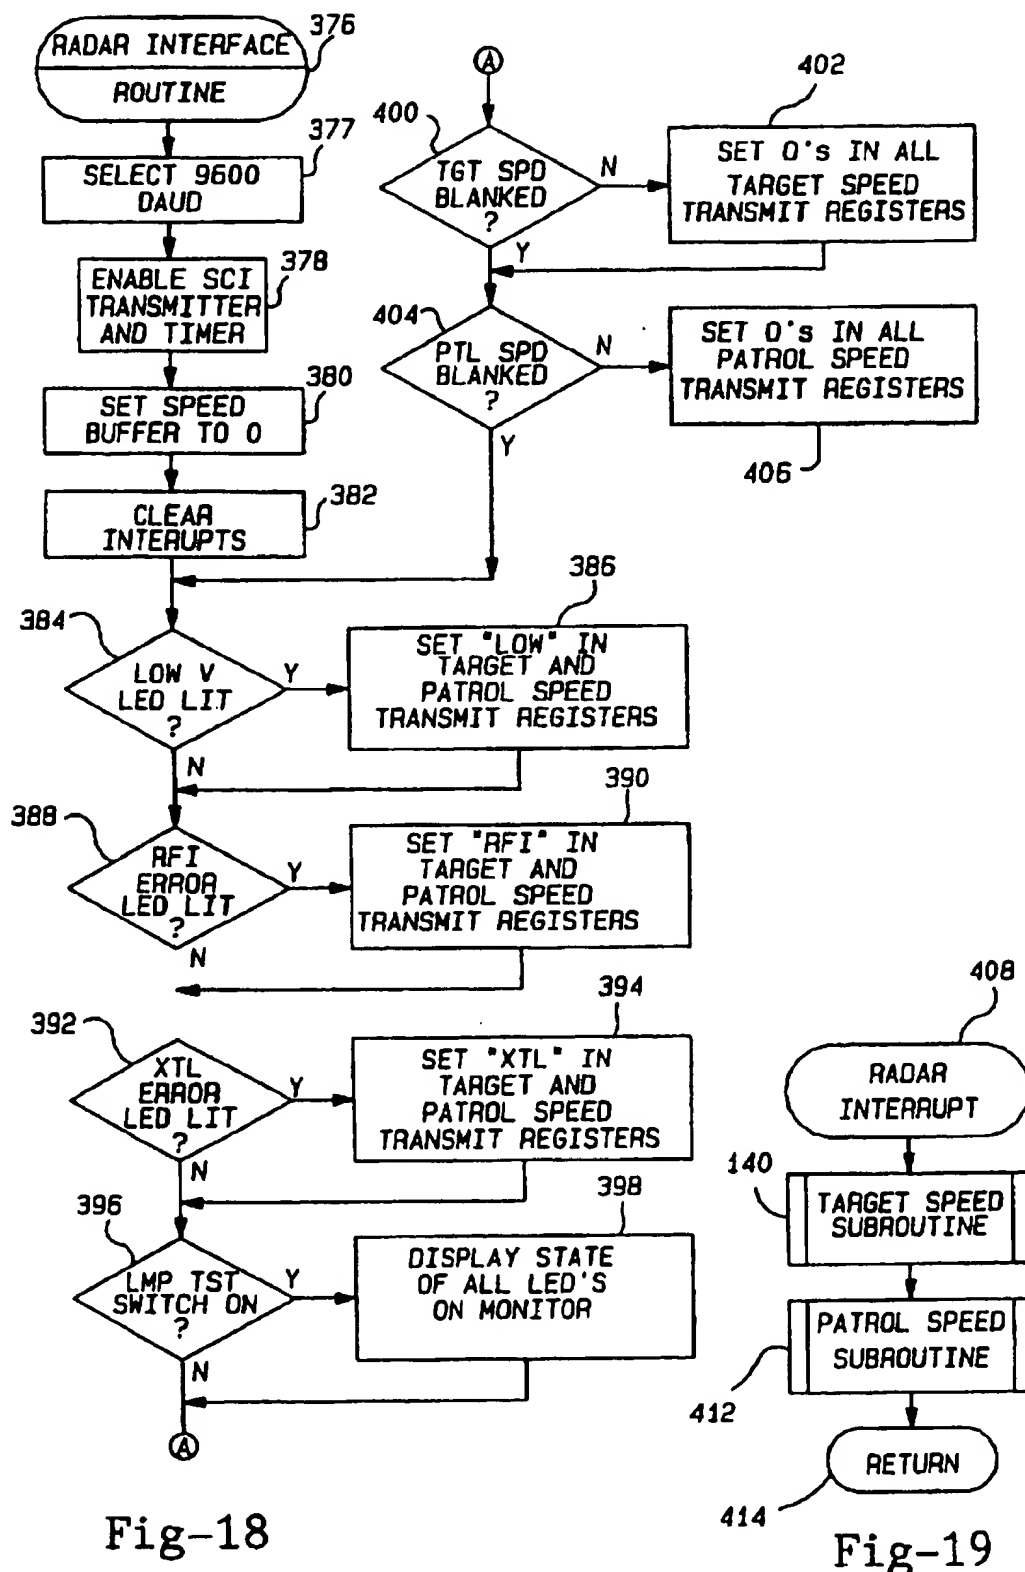 RADAR INTERFACE
ROUTINE
376
377
SELECT 9600
DAUD
ENABLE SCI
TRANSMITTER
AND TIMER
378
380
SET SPEED
BUFFER TO 0
382
CLEAR
INTERUPTS
384
LOW V
LED LIT
?
Y
N
386
SET "LOW" IN
TARGET AND
PATROL SPEED
TRANSMIT REGISTERS
388
RFI
ERROR
LED LIT
?
Y
N
390
SET "RFI" IN
TARGET AND
PATROL SPEED
TRANSMIT REGISTERS
392
XTL
ERROR
LED LIT
?
Y
N
394
SET "XTL" IN
TARGET AND
PATROL SPEED
TRANSMIT REGISTERS
396
LMP TST
SWITCH ON
?
Y
N
398
DISPLAY STATE
OF ALL LED'S
ON MONITOR
A
A
400
TGT SPD
BLANKED
?
N
Y
402
SET 0's IN ALL
TARGET SPEED
TRANSMIT REGISTERS
404
PTL SPD
BLANKED
?
N
Y
SET 0's IN ALL
PATROL SPEED
TRANSMIT REGISTERS
406
Fig-18
408
RADAR
INTERRUPT
140
TARGET SPEED
SUBROUTINE
PATROL SPEED
SUBROUTINE
412
RETURN
414
Fig-19